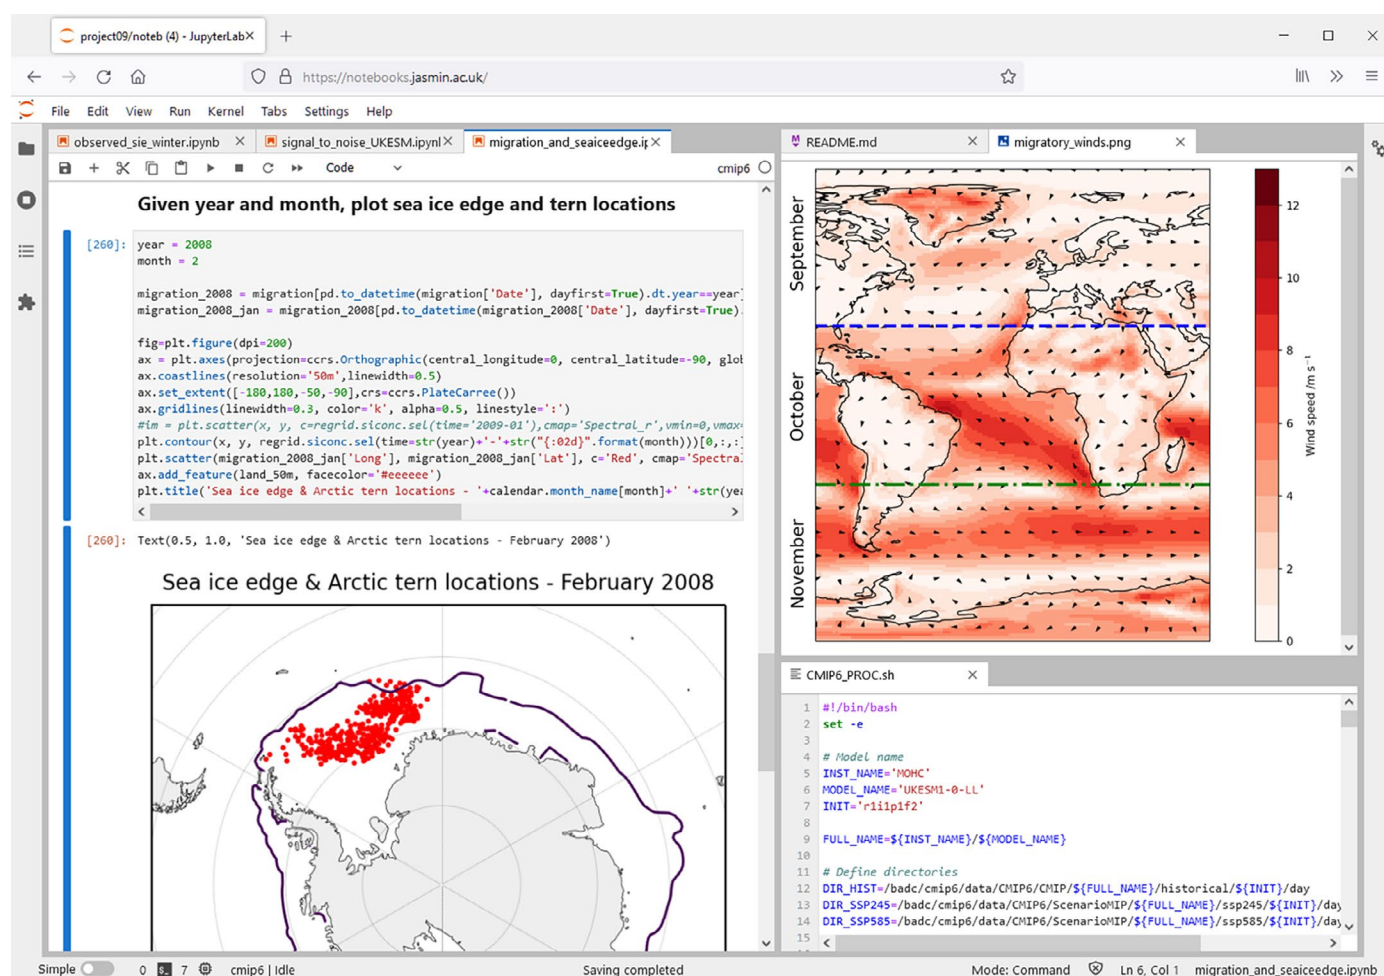 project09/noteb (4) - JupyterLab
https://notebooks.jasmin.ac.uk/
File Edit View Run Kernel Tabs Settings Help
observed_sie_winter.ipynb
signal_to_noise_UKESM.ipynl
migration_and_seaiceedge.ip
Code
cmip6
Given year and month, plot sea ice edge and tern locations
[260]: year = 2008
month = 2
migration_2008 = migration[pd.to_datetime(migration['Date'], dayfirst=True).dt.year==year]
migration_2008_jan = migration_2008[pd.to_datetime(migration_2008['Date'], dayfirst=True).
fig=plt.figure(dpi=200)
ax = plt.axes(projection=ccrs.Orthographic(central_longitude=0, central_latitude=-90, glob
ax.coastlines(resolution='50m',linewidth=0.5)
ax.set_extent([-180,180,-50,-90],crs=ccrs.PlateCarree())
ax.gridlines(linewidth=0.3, color='k', alpha=0.5, linestyle=':')
#im = plt.scatter(x, y, c=regrid.siconc.sel(time='2009-01'),cmap='Spectral_r',vmin=0,vmax=
plt.contour(x, y, regrid.siconc.sel(time=str(year)+'-'+str("{:02d}".format(month)))[0,:,:]
plt.scatter(migration_2008_jan['Long'], migration_2008_jan['Lat'], c='Red', cmap='Spectral
ax.add_feature(land_50m, facecolor='#eeeeee')
plt.title('Sea ice edge & Arctic tern locations - '+calendar.month_name[month]+' '+str(yea
[260]: Text(0.5, 1.0, 'Sea ice edge & Arctic tern locations - February 2008')
Sea ice edge & Arctic tern locations - February 2008
README.md
migratory_winds.png
September
October
November
12
10
8
6
4
2
0
Wind speed /m s⁻¹
CMIP6_PROC.sh
1 #!/bin/bash
2 set -e
3
4 # Model name
5 INST_NAME='MOHC'
6 MODEL_NAME='UKESM1-0-LL'
7 INIT='r1i1p1f2'
8
9 FULL_NAME=${INST_NAME}/${MODEL_NAME}
10
11 # Define directories
12 DIR_HIST=/badc/cmip6/data/CMIP6/CMIP/${FULL_NAME}/historical/${INIT}/day
13 DIR_SSP245=/badc/cmip6/data/CMIP6/ScenarioMIP/${FULL_NAME}/ssp245/${INIT}/day
14 DIR_SSP585=/badc/cmip6/data/CMIP6/ScenarioMIP/${FULL_NAME}/ssp585/${INIT}/day
15
Simple 0 7 cmip6 | Idle Saving completed Mode: Command Ln 6, Col 1 migration_and_seaiceedge.ipynb